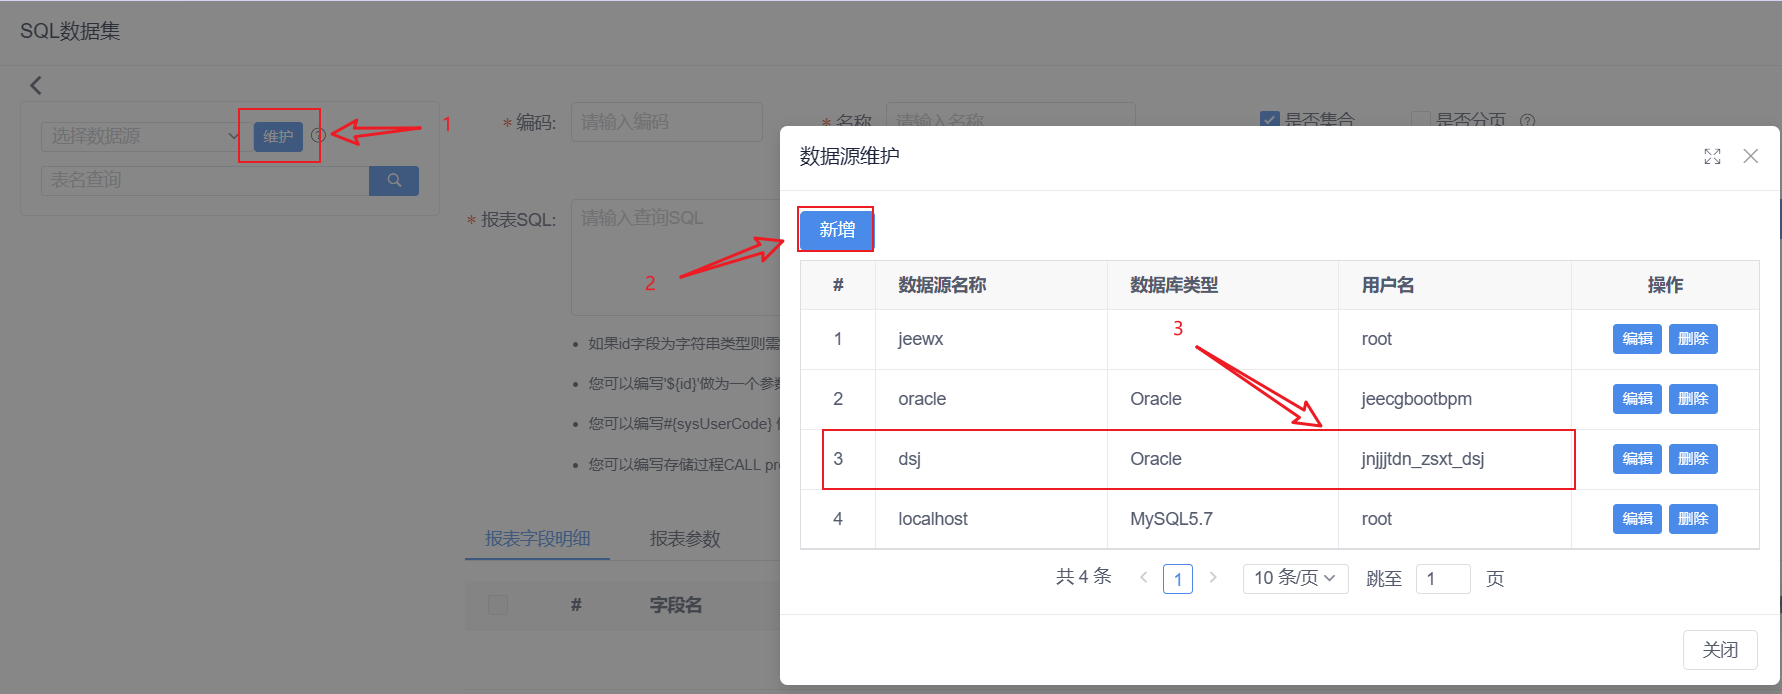 SQL数据集
选择数据源
维护
1
* 编码:
请输入编码
* 名称
请输入名称
是否集合
是否分页
表名查询
* 报表SQL:
请输入查询SQL
2
如果id字段为字符串类型则需
您可以编写'${id}'做为一个参数
您可以编写#{sysUserCode}
您可以编写存储过程CALL pr
报表字段明细
报表参数
#
字段名
数据源维护
新增
# 数据源名称 数据库类型 用户名 操作
3
1 jeewx root 编辑 删除
2 oracle Oracle jeecgbootbpm 编辑 删除
3 dsj Oracle jnjjjtdn_zsxt_dsj 编辑 删除
4 localhost MySQL5.7 root 编辑 删除
共 4 条 1 10 条/页 跳至 1 页
关闭